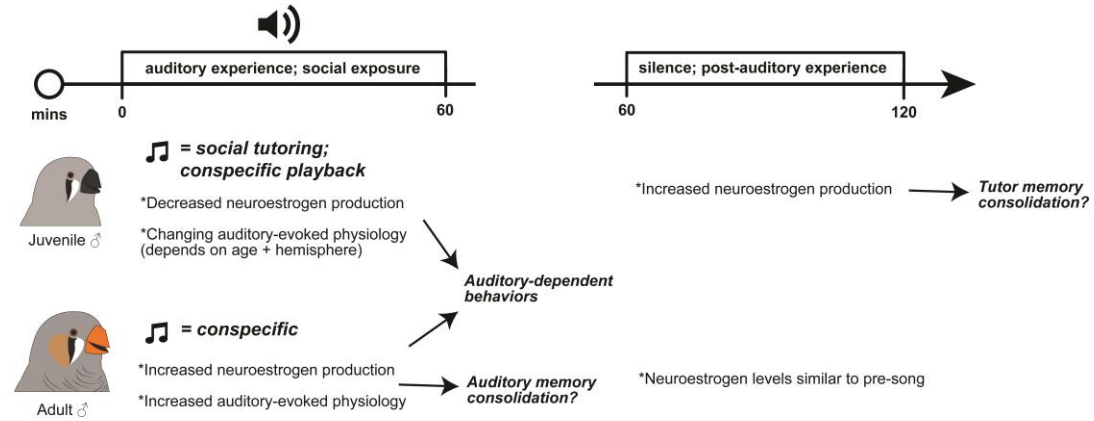 auditory experience; social exposure
silence; post-auditory experience
mins
0
60
60
120
= social tutoring;
conspecific playback
*Decreased neuroestrogen production
*Changing auditory-evoked physiology
(depends on age + hemisphere)
Juvenile ♂
*Increased neuroestrogen production
Tutor memory
consolidation?
Auditory-dependent
behaviors
= conspecific
*Increased neuroestrogen production
*Increased auditory-evoked physiology
Adult ♂
Auditory memory
consolidation?
*Neuroestrogen levels similar to pre-song